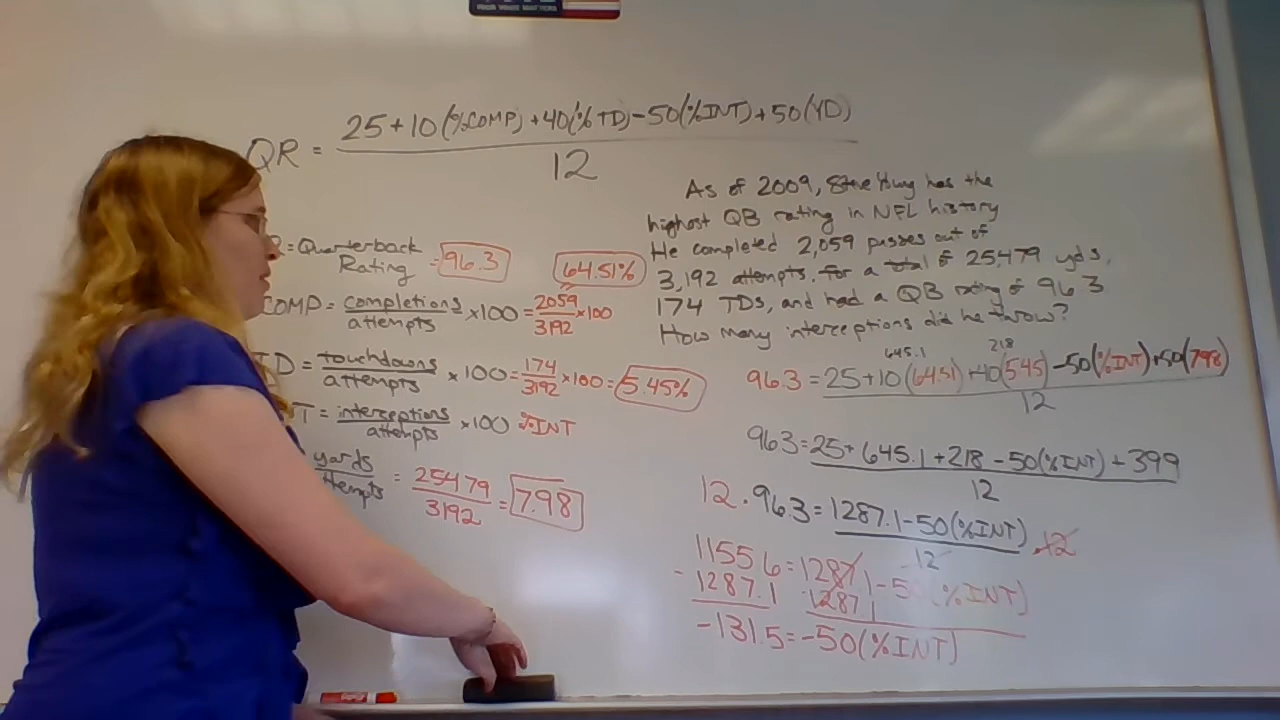 YOUR VOICE MATTERS
QR = 25 + 10(%COMP) + 40(%TD) - 50(%INT) + 50(YD)
12
As of 2009, Steve Young has the
highest QB rating in NFL history
He completed 2,059 passes out of
3,192 attempts. for a total of 25,479 yds,
174 TDs, and had a QB rating of 96.3
How many interceptions did he throw?
= Quarterback Rating = 96.3
64.51%
COMP = completions/attempts × 100 = 2059/3192 × 100
TD = touchdowns/attempts × 100 = 174/3192 × 100 = 5.45%
T = interceptions/attempts × 100 %INT
yards/attempts = 25479/3192 = 7.98
645.1 218
96.3 = 25 + 10(64.51) + 40(5.45) - 50(%INT) + 50(7.98)
12
96.3 = 25 + 645.1 + 218 - 50(%INT) + 399
12
12 · 96.3 = 1287.1 - 50(%INT) · 12
12
1155.6 = 1287.1 - 50(%INT)
- 1287.1 - 1287.1
-131.5 = -50(%INT)